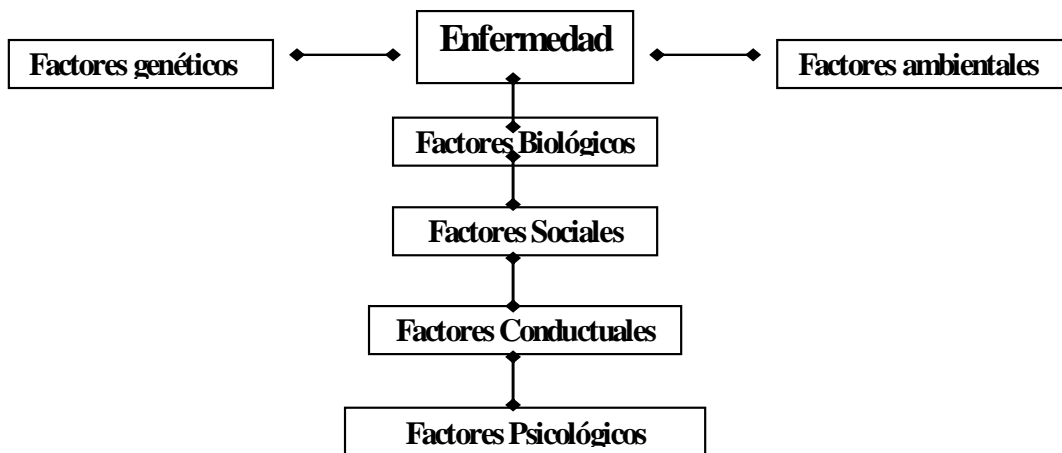 Enfermedad
Factores genéticos
Factores ambientales
Factores Biológicos
Factores Sociales
Factores Conductuales
Factores Psicológicos